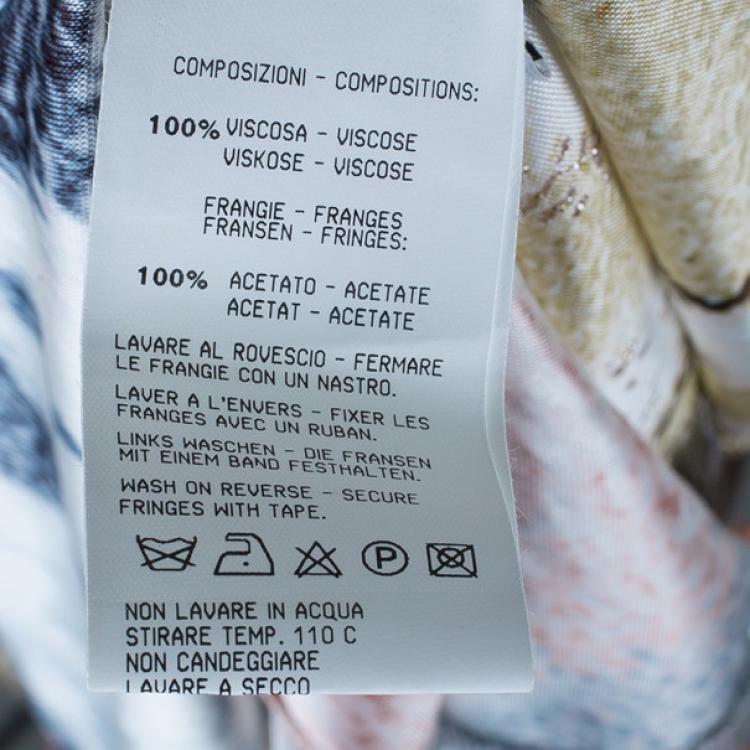 COMPOSIZIONI - COMPOSITIONS:
100% VISCOSA - VISCOSE
VISKOSE - VISCOSE
FRANGIE - FRANGES
FRANSEN - FRINGES:
100% ACETATO - ACETATE
ACETAT - ACETATE
LAVARE AL ROVESCIO - FERMARE
LE FRANGIE CON UN NASTRO.
LAVER A L'ENVERS - FIXER LES
FRANGES AVEC UN RUBAN.
LINKS WASCHEN - DIE FRANSEN
MIT EINEM BAND FESTHALTEN.
WASH ON REVERSE - SECURE
FRINGES WITH TAPE.
P
NON LAVARE IN ACQUA
STIRARE TEMP. 110 C
NON CANDEGGIARE
LAVARE A SECCO